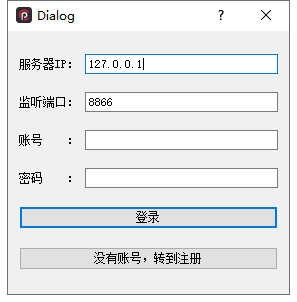 Dialog
服务器IP: 127.0.0.1
监听端口: 8866
账号 :
密码 :
登录
没有账号，转到注册